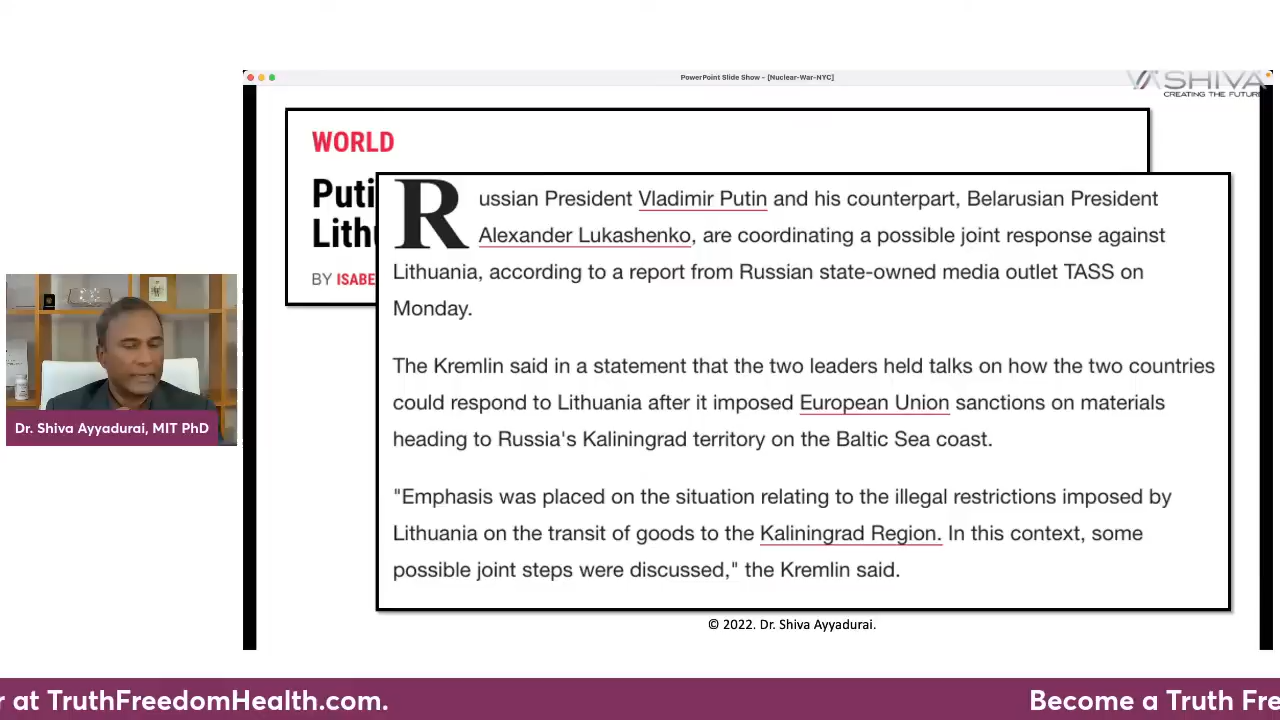 PowerPoint Slide Show - [Nuclear-War-NYC]
VASHIVA
CREATING THE FUTURE
WORLD
Puti
Lithu
BY ISABE
Russian President Vladimir Putin and his counterpart, Belarusian President
Alexander Lukashenko, are coordinating a possible joint response against
Lithuania, according to a report from Russian state-owned media outlet TASS on
Monday.
The Kremlin said in a statement that the two leaders held talks on how the two countries
could respond to Lithuania after it imposed European Union sanctions on materials
heading to Russia's Kaliningrad territory on the Baltic Sea coast.
"Emphasis was placed on the situation relating to the illegal restrictions imposed by
Lithuania on the transit of goods to the Kaliningrad Region. In this context, some
possible joint steps were discussed," the Kremlin said.
Dr. Shiva Ayyadurai, MIT PhD
© 2022. Dr. Shiva Ayyadurai.
r at TruthFreedomHealth.com.
Become a Truth Fre